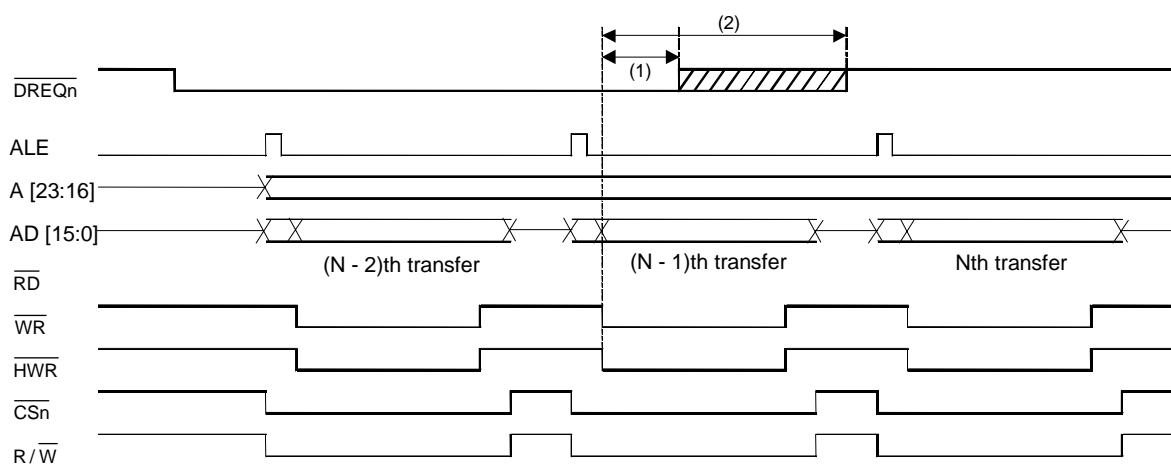 (2)
(1)
DREQn
ALE
A [23:16]
AD [15:0]
(N - 2)th transfer
(N - 1)th transfer
Nth transfer
RD
WR
HWR
CSn
R / W